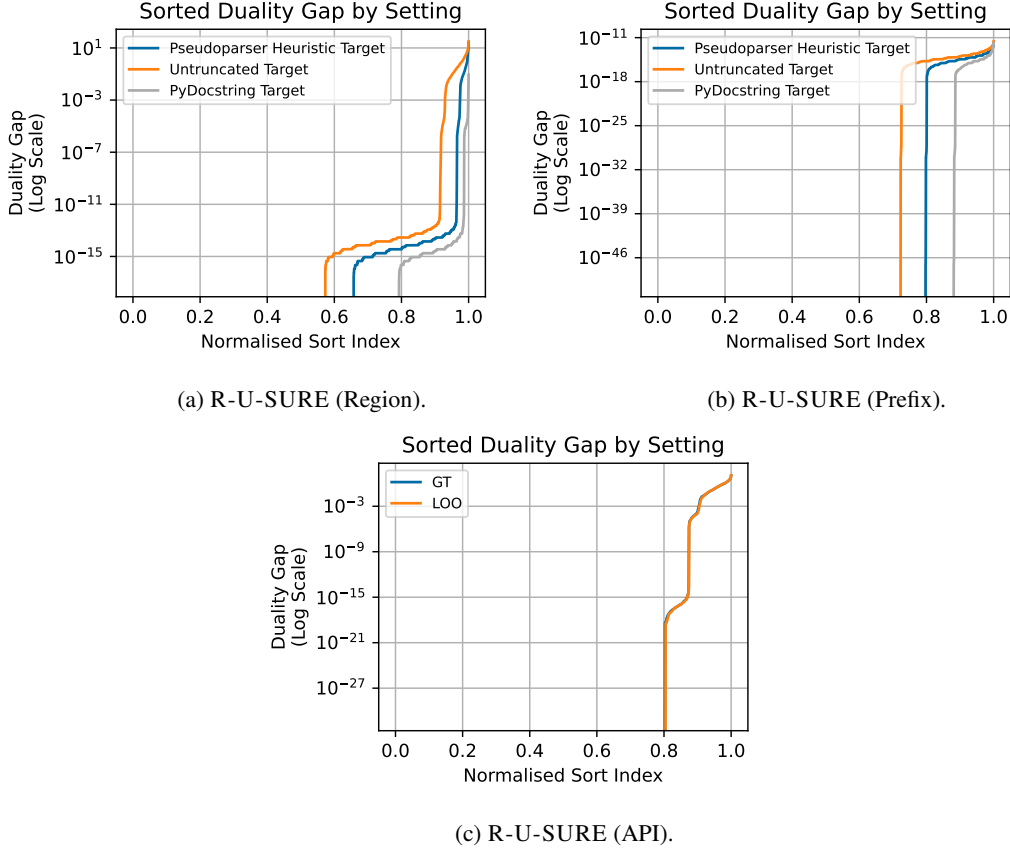 Sorted Duality Gap by Setting
Pseudoparser Heuristic Target
Untruncated Target
PyDocstring Target
10^1
10^−3
10^−7
10^−11
10^−15
Duality Gap
(Log Scale)
0.0 0.2 0.4 0.6 0.8 1.0
Normalised Sort Index
(a) R-U-SURE (Region).
Sorted Duality Gap by Setting
Pseudoparser Heuristic Target
Untruncated Target
PyDocstring Target
10^−11
10^−18
10^−25
10^−32
10^−39
10^−46
Duality Gap
(Log Scale)
0.0 0.2 0.4 0.6 0.8 1.0
Normalised Sort Index
(b) R-U-SURE (Prefix).
Sorted Duality Gap by Setting
GT
LOO
10^−3
10^−9
10^−15
10^−21
10^−27
Duality Gap
(Log Scale)
0.0 0.2 0.4 0.6 0.8 1.0
Normalised Sort Index
(c) R-U-SURE (API).